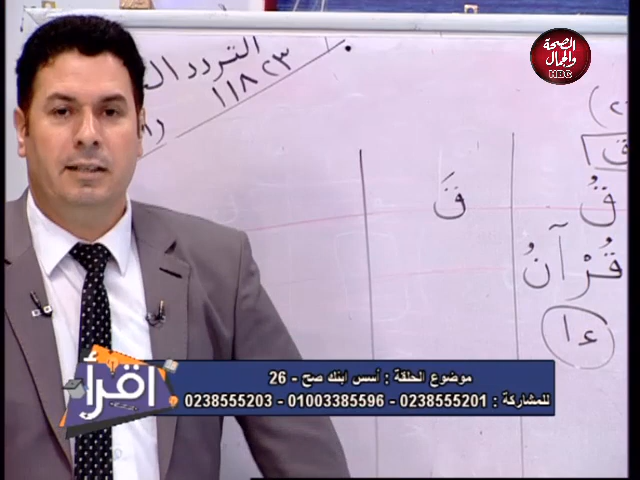 الصحة
والجمال
HBC
التردد
١١٨٢٣
ق
قُ
قَ
قُرْآنُ
ءا
اقرأ
موضوع الحلقة : أسس ابنك صح - 26
للمشاركة : 0238555201 - 01003385596 - 0238555203